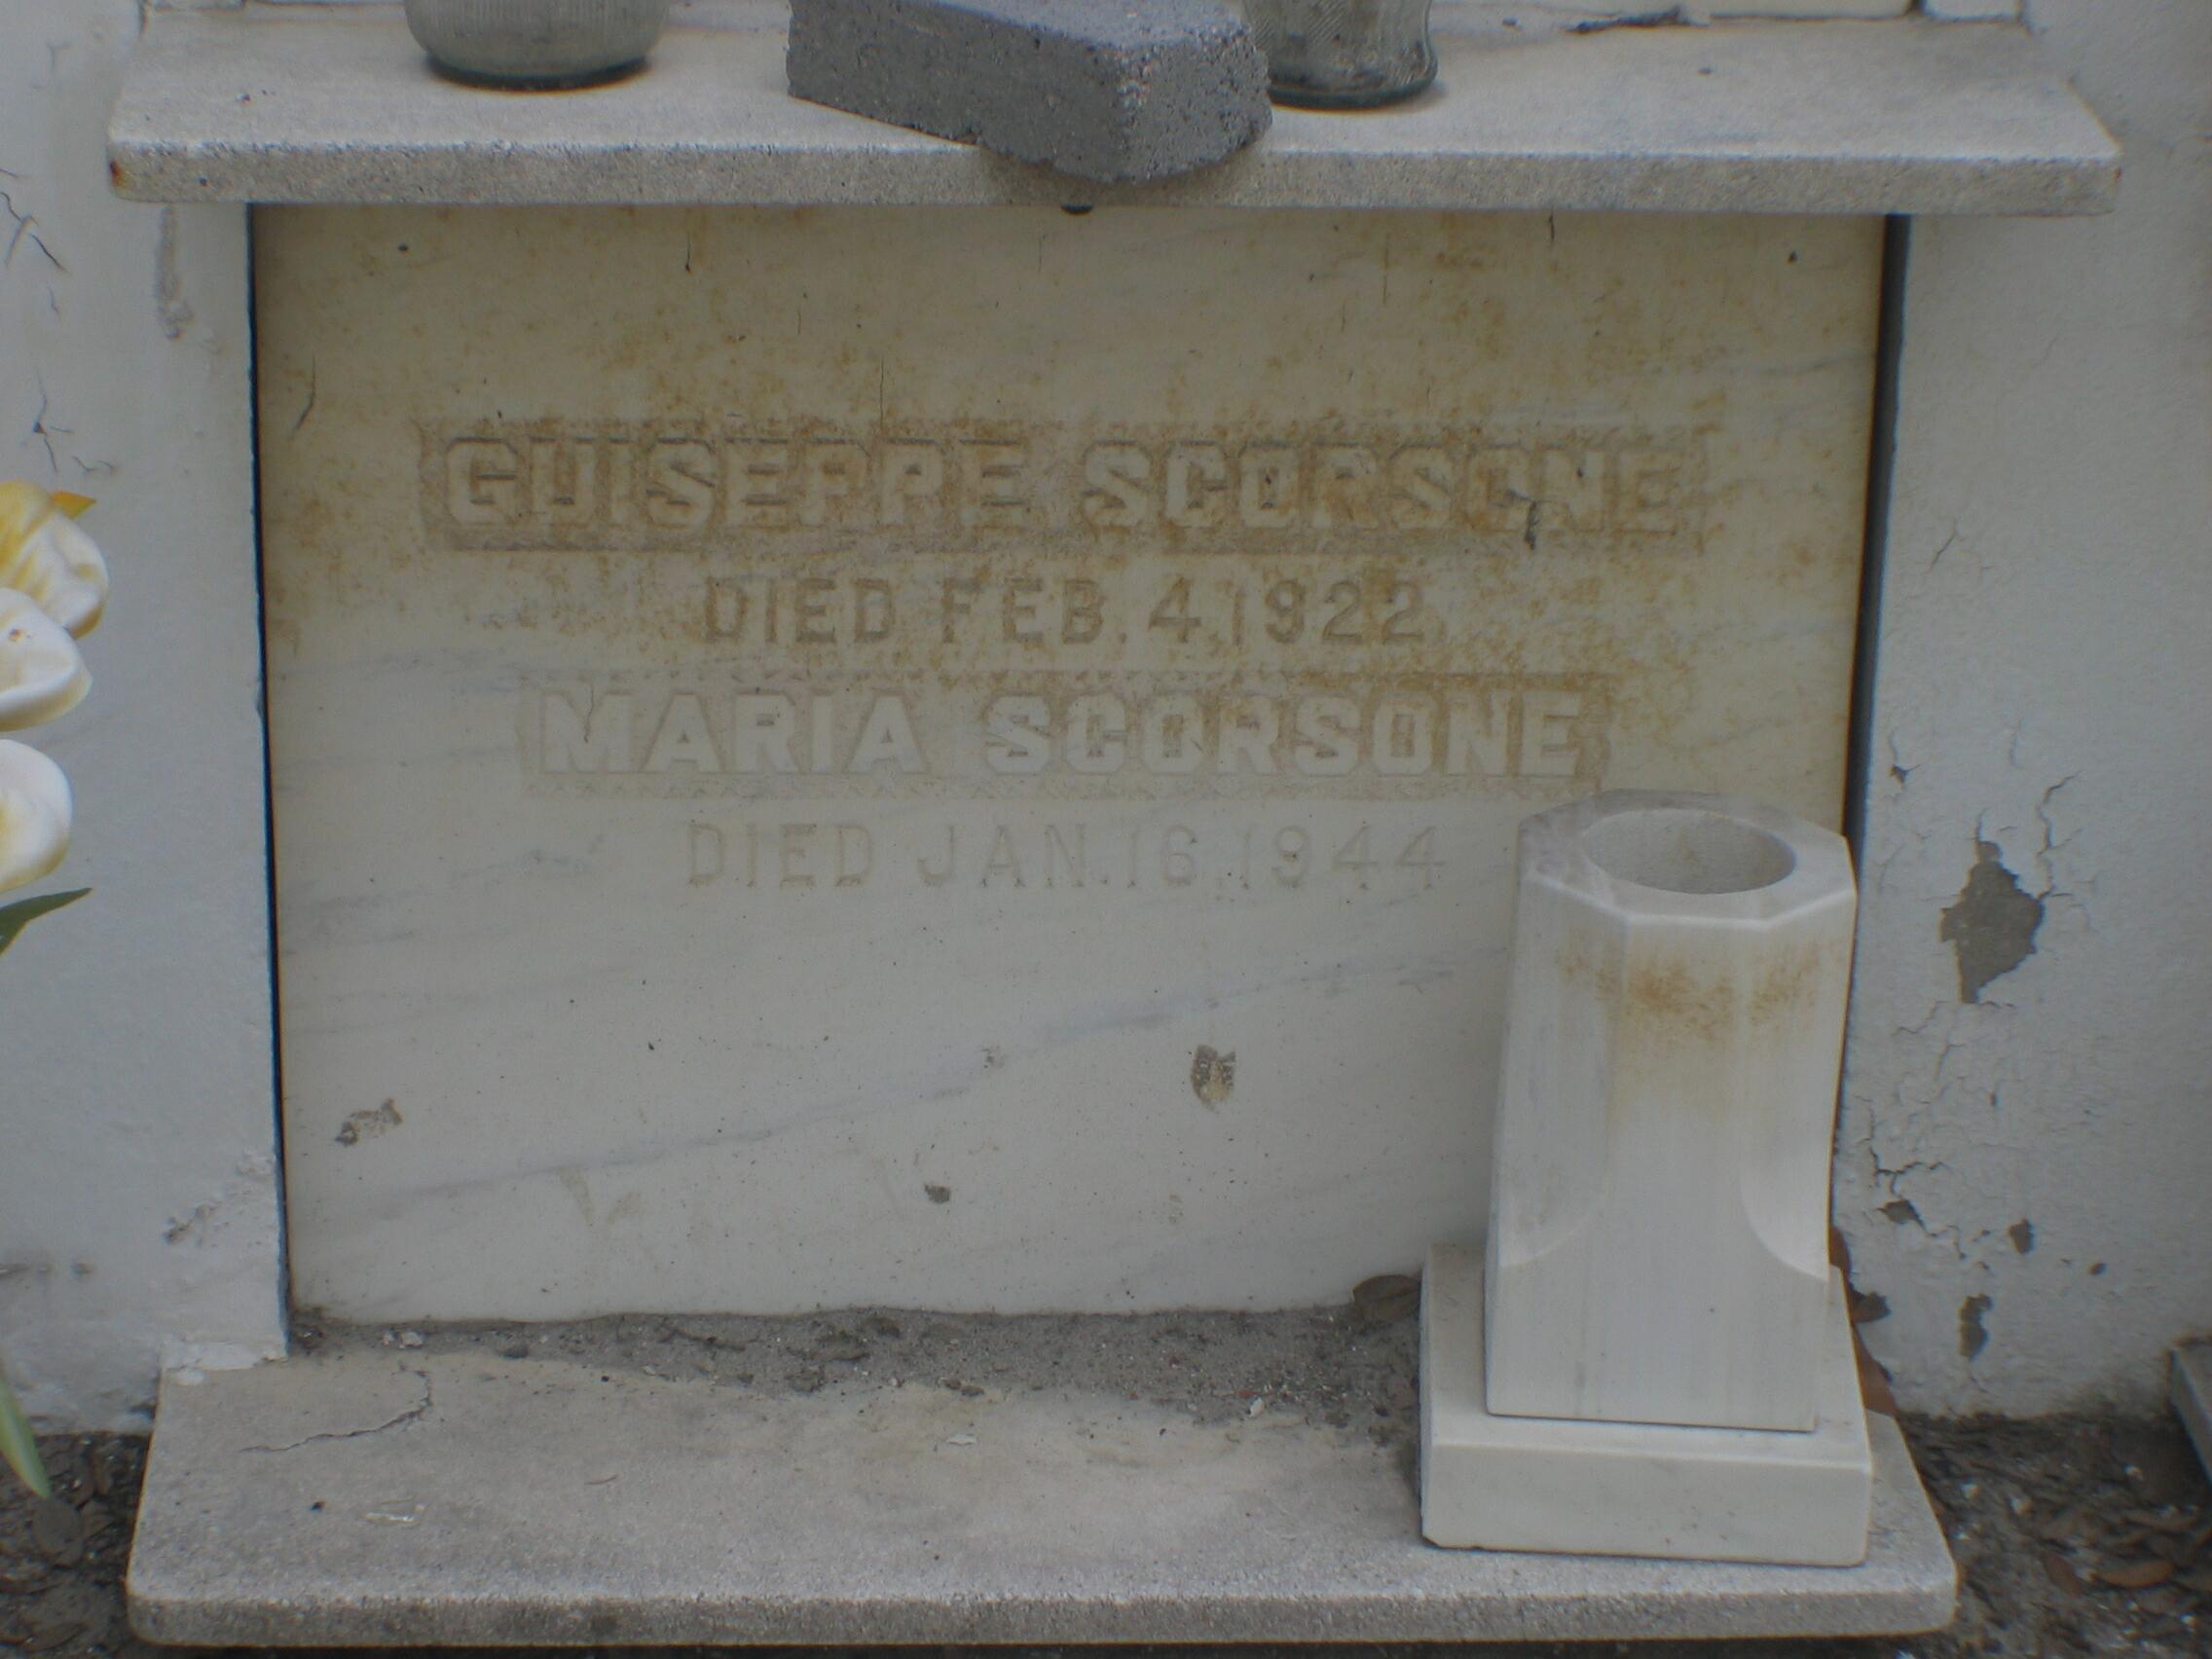 GUISEPPE SCORSONE
DIED FEB. 4, 1922
MARIA SCORSONE
DIED JAN. 16, 1944